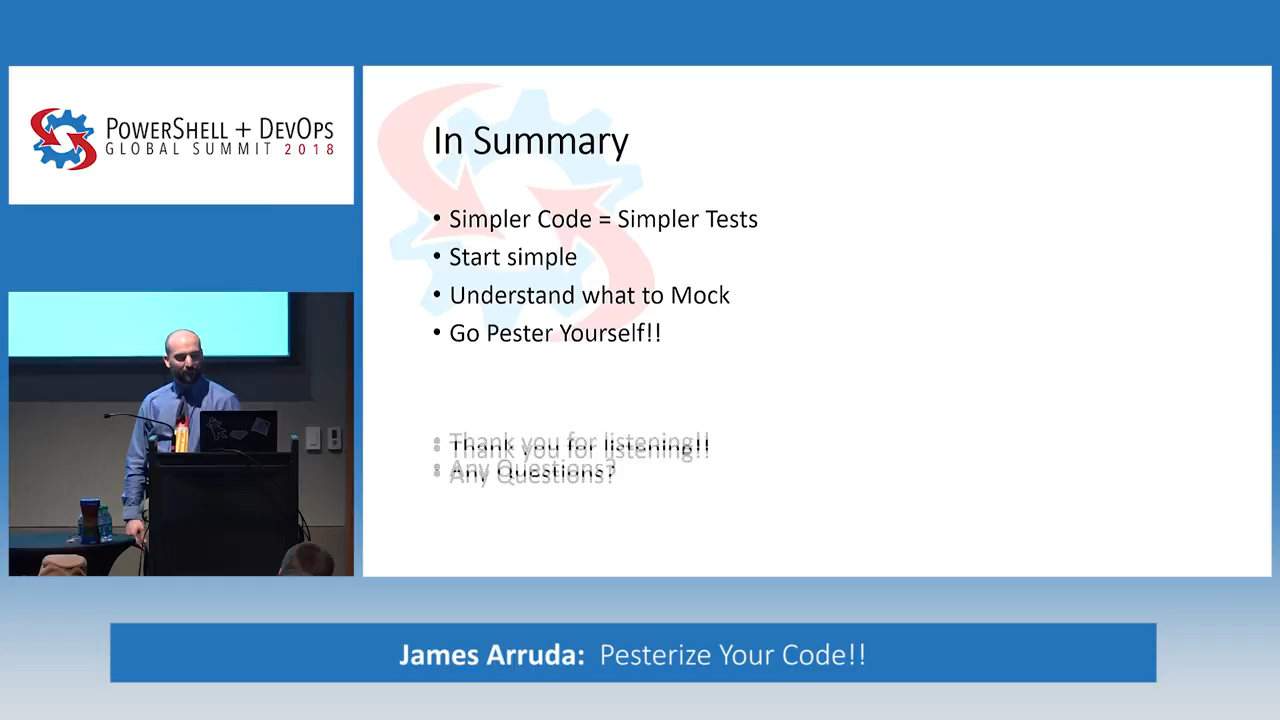 PowerShell + DevOps
Global Summit 2018
In Summary
• Simpler Code = Simpler Tests
• Start simple
• Understand what to Mock
• Go Pester Yourself!!
• Thank you for listening!!
• Any Questions?
James Arruda: Pesterize Your Code!!